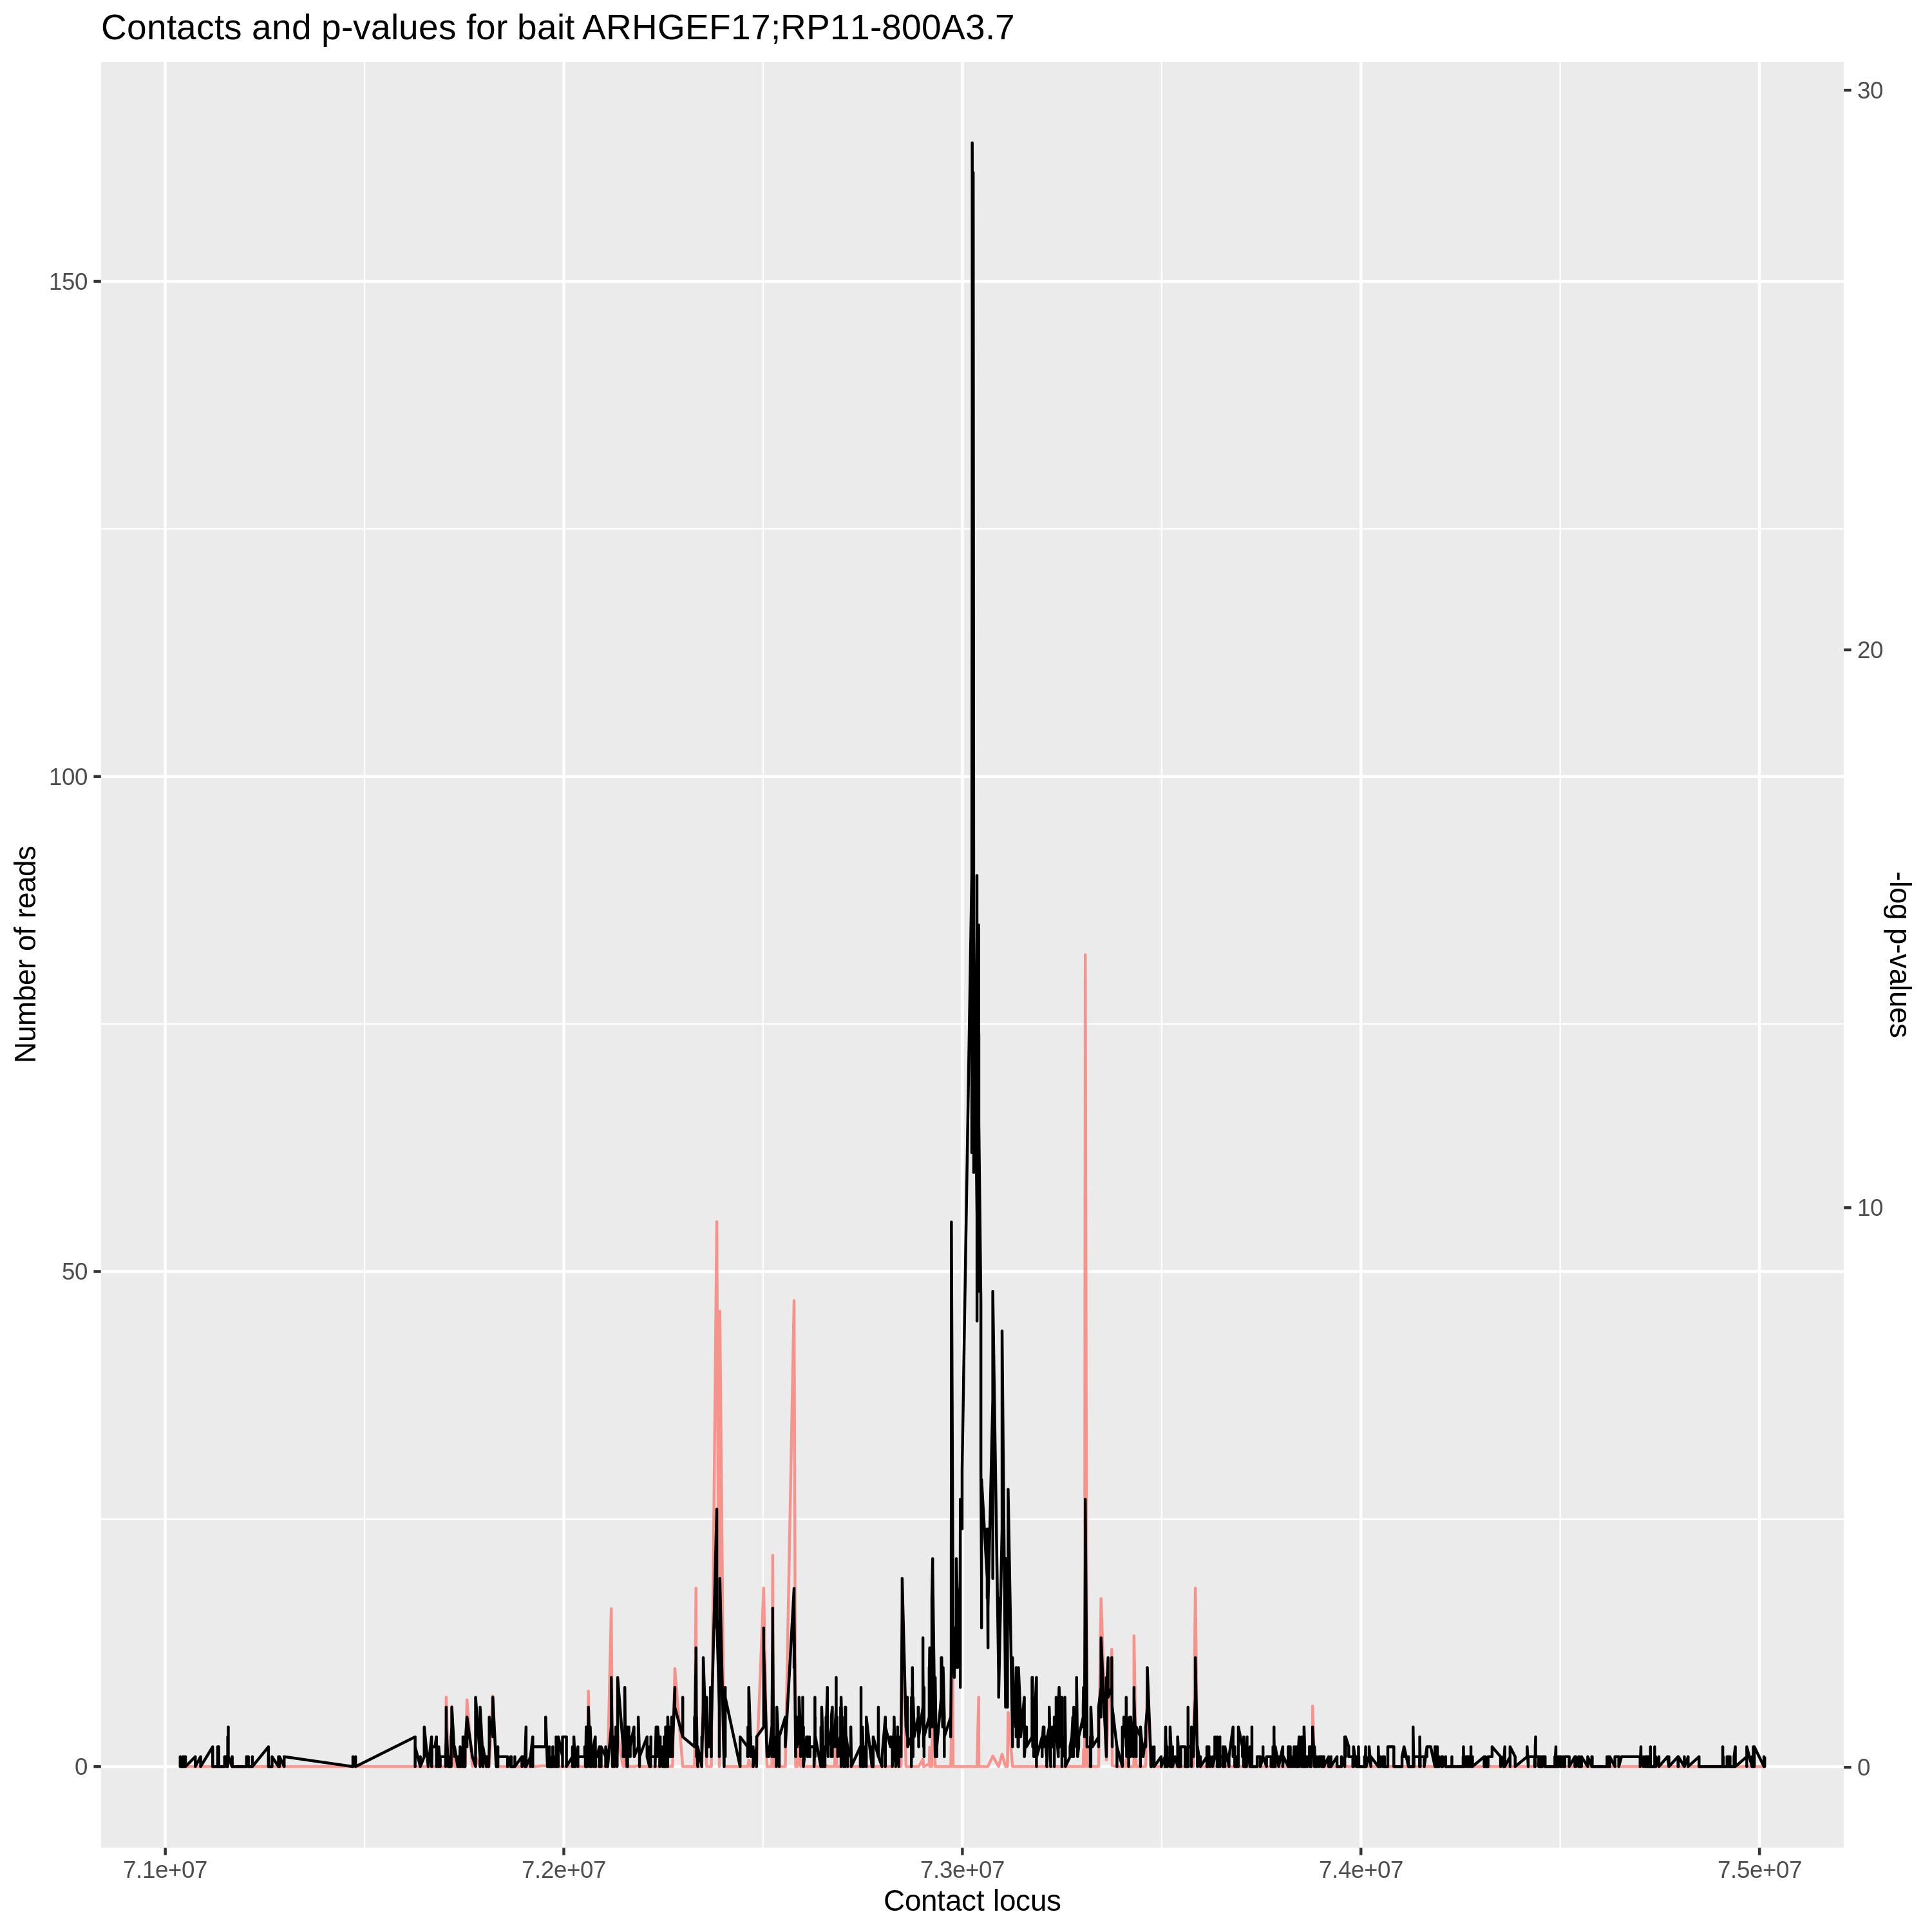 Contacts and p-values for bait ARHGEF17;RP11-800A3.7
30
150
20
100
Number of reads
-log p-values
10
50
0
0
7.1e+07
7.2e+07
7.3e+07
7.4e+07
7.5e+07
Contact locus